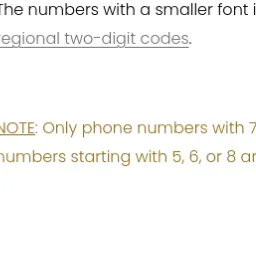 The numbers with a smaller font i
regional two-digit codes.
NOTE: Only phone numbers with 7
numbers starting with 5, 6, or 8 ar